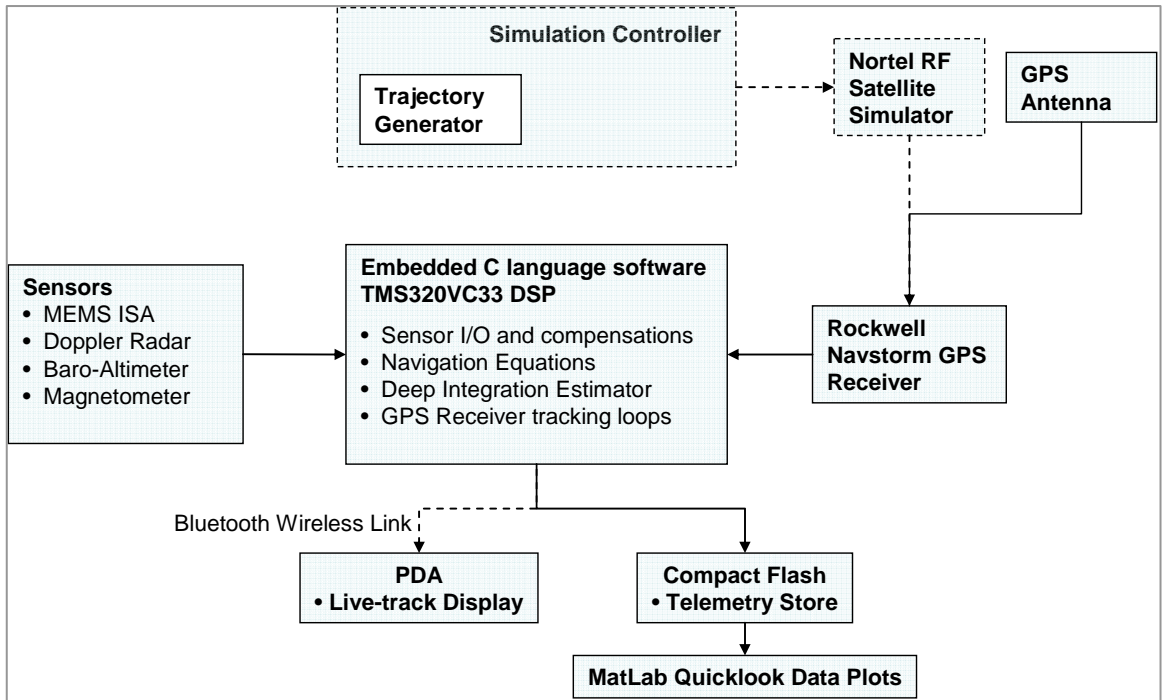 Simulation Controller
Trajectory
Generator
Nortel RF
Satellite
Simulator
GPS
Antenna
Sensors
• MEMS ISA
• Doppler Radar
• Baro-Altimeter
• Magnetometer
Embedded C language software
TMS320VC33 DSP
• Sensor I/O and compensations
• Navigation Equations
• Deep Integration Estimator
• GPS Receiver tracking loops
Rockwell
Navstorm GPS
Receiver
Bluetooth Wireless Link
PDA
• Live-track Display
Compact Flash
• Telemetry Store
MatLab Quicklook Data Plots